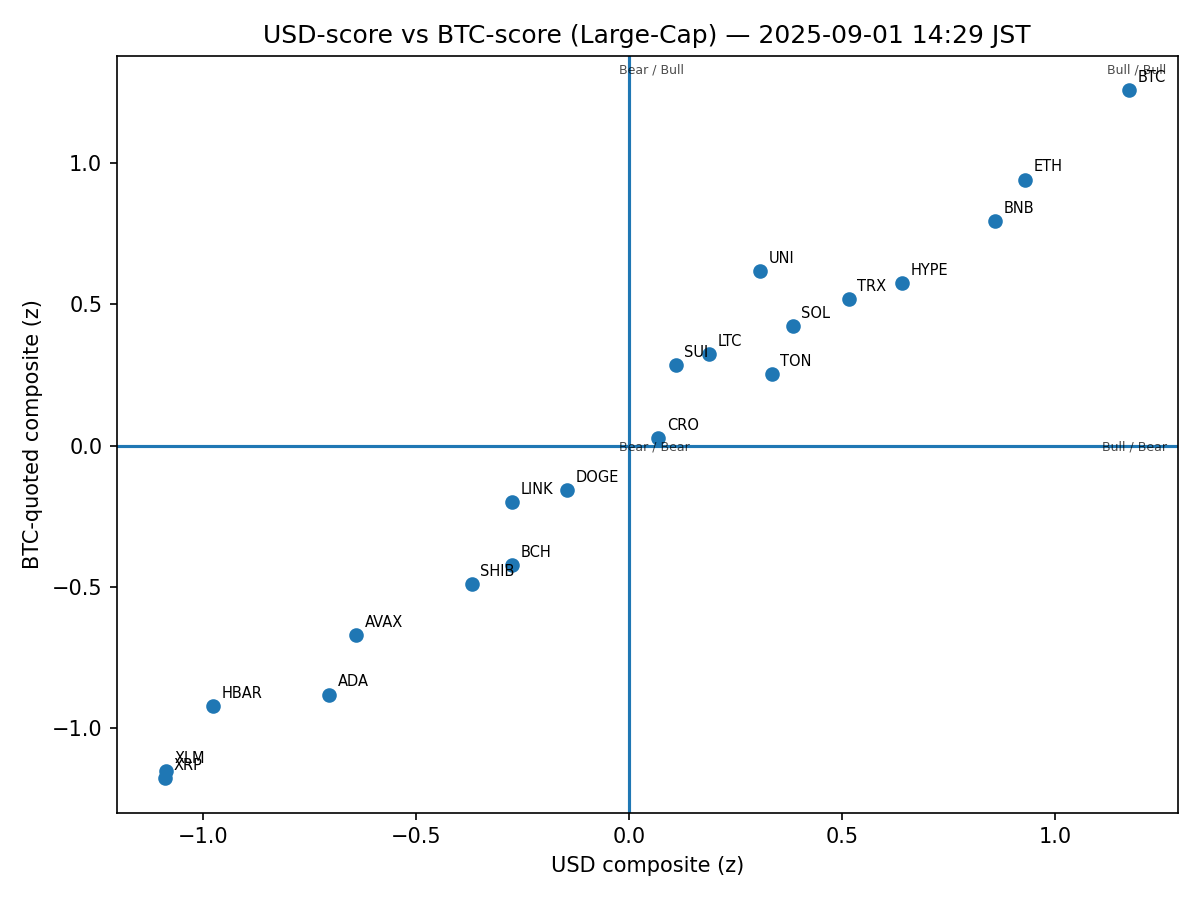 USD-score vs BTC-score (Large-Cap) — 2025-09-01 14:29 JST
Bear / Bull
Bull / Bull
BTC
ETH
BNB
UNI
HYPE
TRX
SOL
LTC
SUI
TON
CRO
Bear / Bear
Bull / Bear
DOGE
LINK
BCH
SHIB
AVAX
ADA
HBAR
XLM
XRP
1.0
0.5
0.0
−0.5
−1.0
BTC-quoted composite (z)
−1.0
−0.5
0.0
0.5
1.0
USD composite (z)